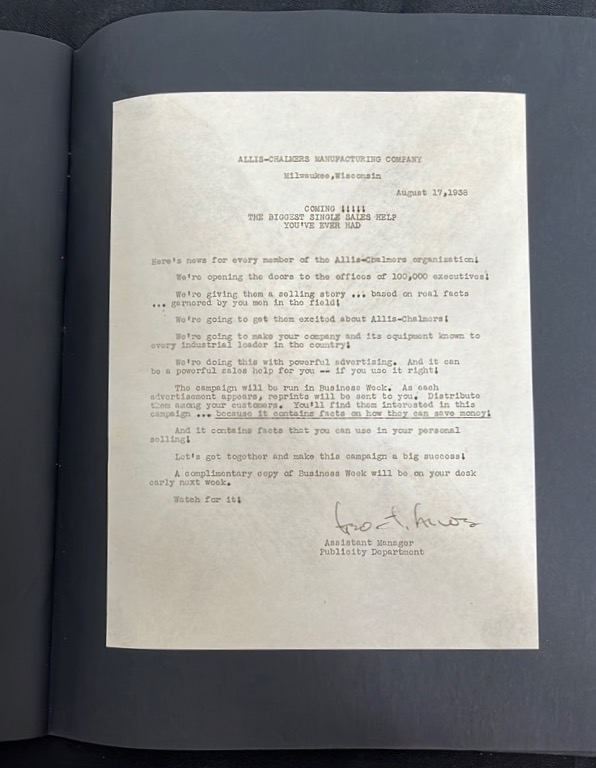 ALLIS-CHALMERS MANUFACTURING COMPANY
Milwaukee,Wisconsin
August 17,1938
COMING !!!!!
THE BIGGEST SINGLE SALES HELP
YOU'VE EVER HAD
Here's news for every member of the Allis-Chalmers organization!
We're opening the doors to the offices of 100,000 executives!
We're giving them a selling story ... based on real facts
... garnered by you men in the field!
We're going to get them excited about Allis-Chalmers!
We're going to make your company and its equipment known to
every industrial leader in the country!
We're doing this with powerful advertising. And it can
be a powerful sales help for you -- if you use it right!
The campaign will be run in Business Week. As each
advertisement appears, reprints will be sent to you. Distribute
them among your customers. You'll find them interested in this
campaign ... because it contains facts on how they can save money!
And it contains facts that you can use in your personal
selling!
Let's get together and make this campaign a big success!
A complimentary copy of Business Week will be on your desk
early next week.
Watch for it!
Assistant Manager
Publicity Department